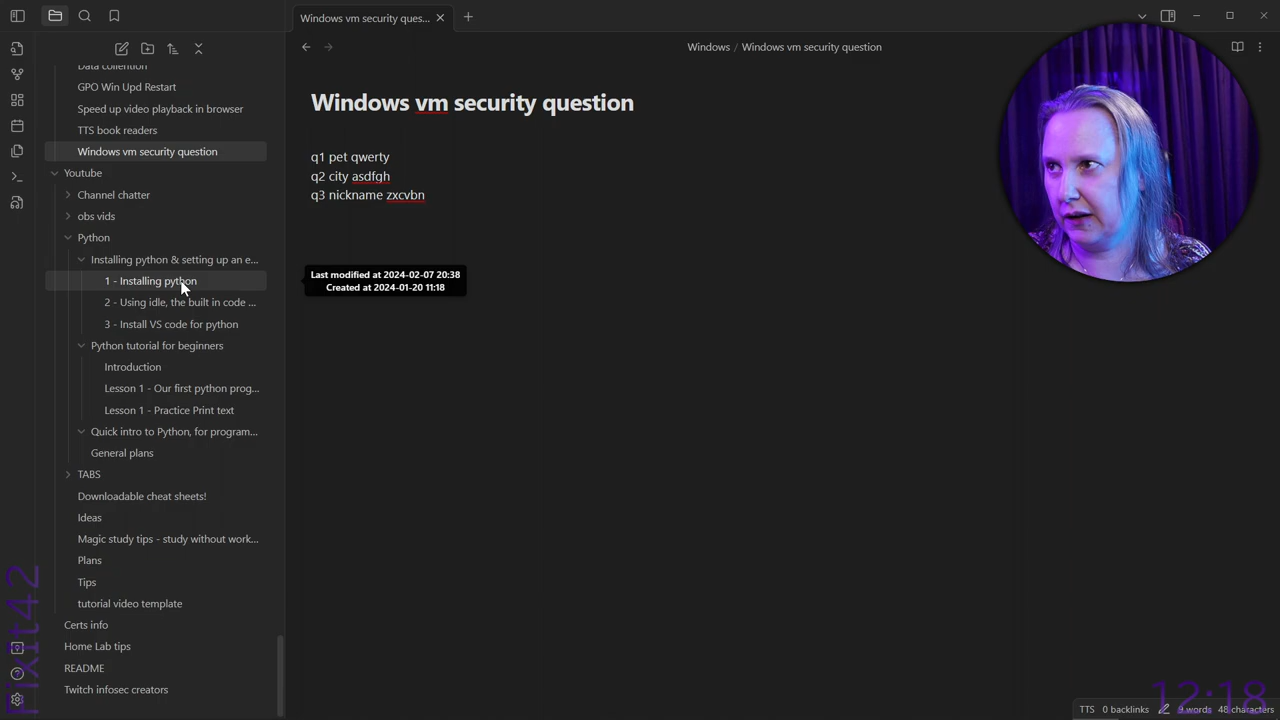 Windows vm security ques...
Windows / Windows vm security question
Data collection
GPO Win Upd Restart
Speed up video playback in browser
TTS book readers
Windows vm security question
Youtube
Channel chatter
obs vids
Python
Installing python & setting up an e...
1 - Installing python
2 - Using idle, the built in code ...
3 - Install VS code for python
Python tutorial for beginners
Introduction
Lesson 1 - Our first python prog...
Lesson 1 - Practice Print text
Quick intro to Python, for program...
General plans
TABS
Downloadable cheat sheets!
Ideas
Magic study tips - study without work...
Plans
Tips
tutorial video template
Certs info
Home Lab tips
README
Twitch infosec creators
Windows vm security question
q1 pet qwerty
q2 city asdfgh
q3 nickname zxcvbn
Last modified at 2024-02-07 20:38
Created at 2024-01-20 11:18
Fixit42
12:18
TTS 0 backlinks 9 words 48 characters